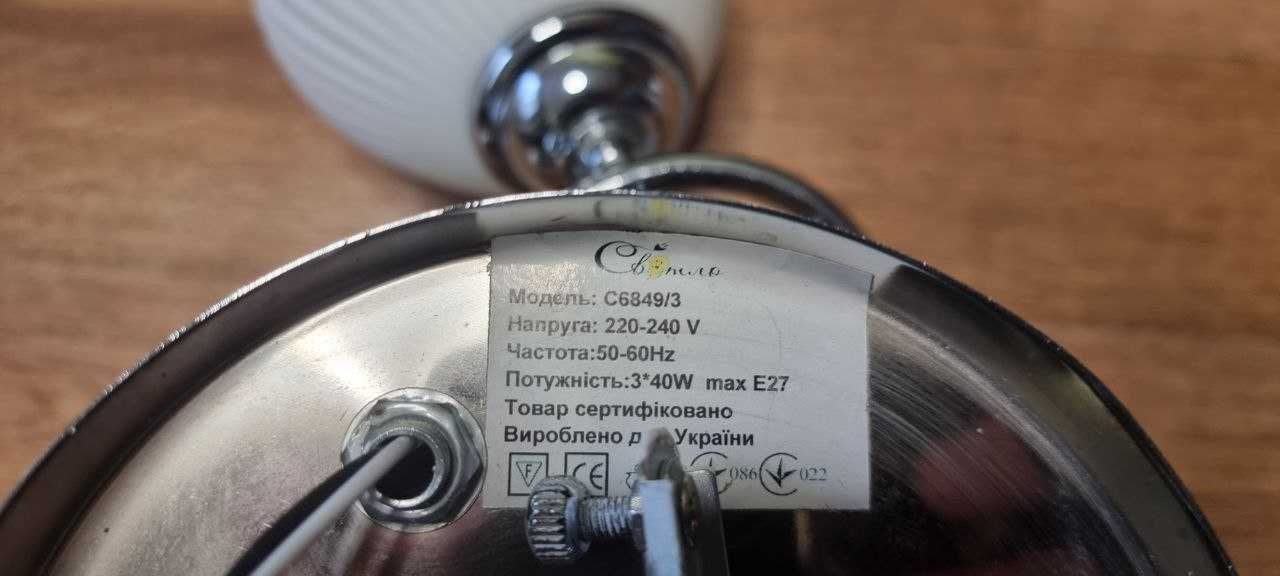 Світло
Модель: C6849/3
Напруга: 220-240 V
Частота:50-60Hz
Потужність:3*40W max E27
Товар сертифіковано
Вироблено України
F CE 086 022